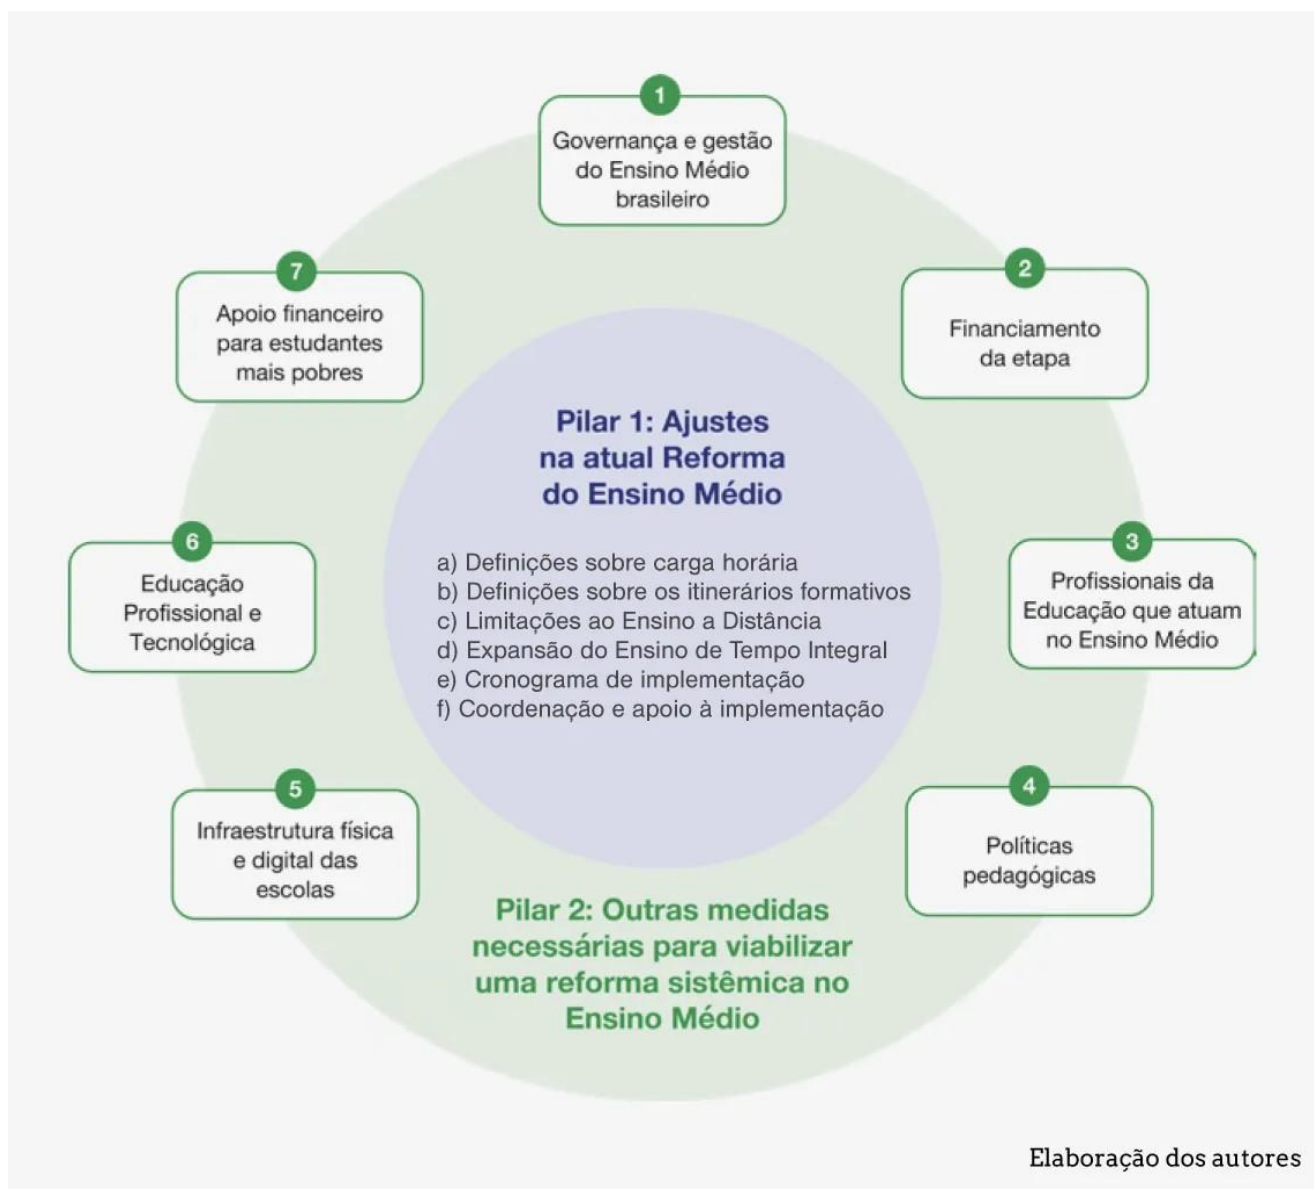 1
Governança e gestão
do Ensino Médio
brasileiro
2
Financiamento
da etapa
3
Profissionais da
Educação que atuam
no Ensino Médio
4
Políticas
pedagógicas
5
Infraestrutura física
e digital das
escolas
6
Educação
Profissional e
Tecnológica
7
Apoio financeiro
para estudantes
mais pobres
Pilar 1: Ajustes
na atual Reforma
do Ensino Médio
a) Definições sobre carga horária
b) Definições sobre os itinerários formativos
c) Limitações ao Ensino a Distância
d) Expansão do Ensino de Tempo Integral
e) Cronograma de implementação
f) Coordenação e apoio à implementação
Pilar 2: Outras medidas
necessárias para viabilizar
uma reforma sistêmica no
Ensino Médio
Elaboração dos autores